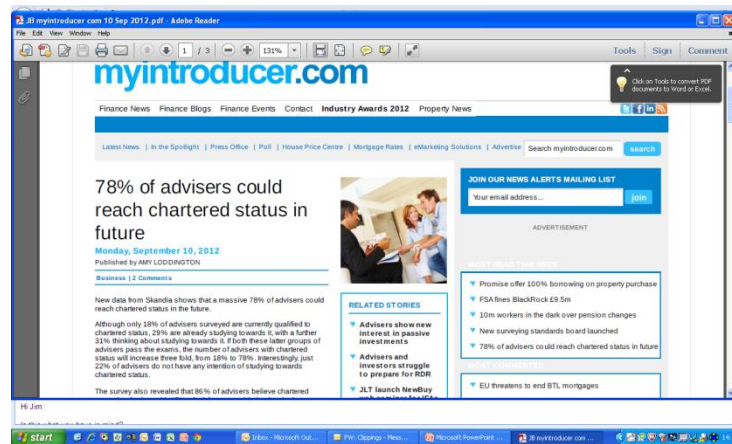 JB myintroducer com 10 Sep 2012.pdf - Adobe Reader
File Edit View Window Help
1 / 3 131% Tools Sign Comment
Click on Tools to convert PDF
documents to Word or Excel.
myintroducer.com
Finance News Finance Blogs Finance Events Contact Industry Awards 2012 Property News
Latest News | In the Spotlight | Press Office | Poll | House Price Centre | Mortgage Rates | eMarketing Solutions | Advertise Search myintroducer.com search
78% of advisers could
reach chartered status in
future
Monday, September 10, 2012
Published by AMY LODDINGTON
Business | 2 Comments
New data from Skandia shows that a massive 78% of advisers could
reach chartered status in the future.
Although only 18% of advisers surveyed are currently qualified to
chartered status, 29% are already studying towards it, with a further
31% thinking about studying towards it. If both these latter groups of
advisers pass the exams, the number of advisers with chartered
status will increase three fold, from 18% to 78%. Interestingly, just
22% of advisers do not have any intention of studying towards
chartered status.
The survey also revealed that 86% of advisers believe chartered
RELATED STORIES
Advisers show new
interest in passive
investments
Advisers and
investors struggle
to prepare for RDR
JLT launch NewBuy
JOIN OUR NEWS ALERTS MAILING LIST
Your email address... join
ADVERTISEMENT
MOST READ THIS WEEK
Promise offer 100% borrowing on property purchase
FSA fines BlackRock £9.5m
10m workers in the dark over pension changes
New surveying standards board launched
78% of advisers could reach chartered status in future
MOST COMMENTED
EU threatens to end BTL mortgages
Hi Jim
start Inbox - Microsoft Out... FW: Clippings - Mess... Microsoft PowerPoint ... JB myintroducer com ...